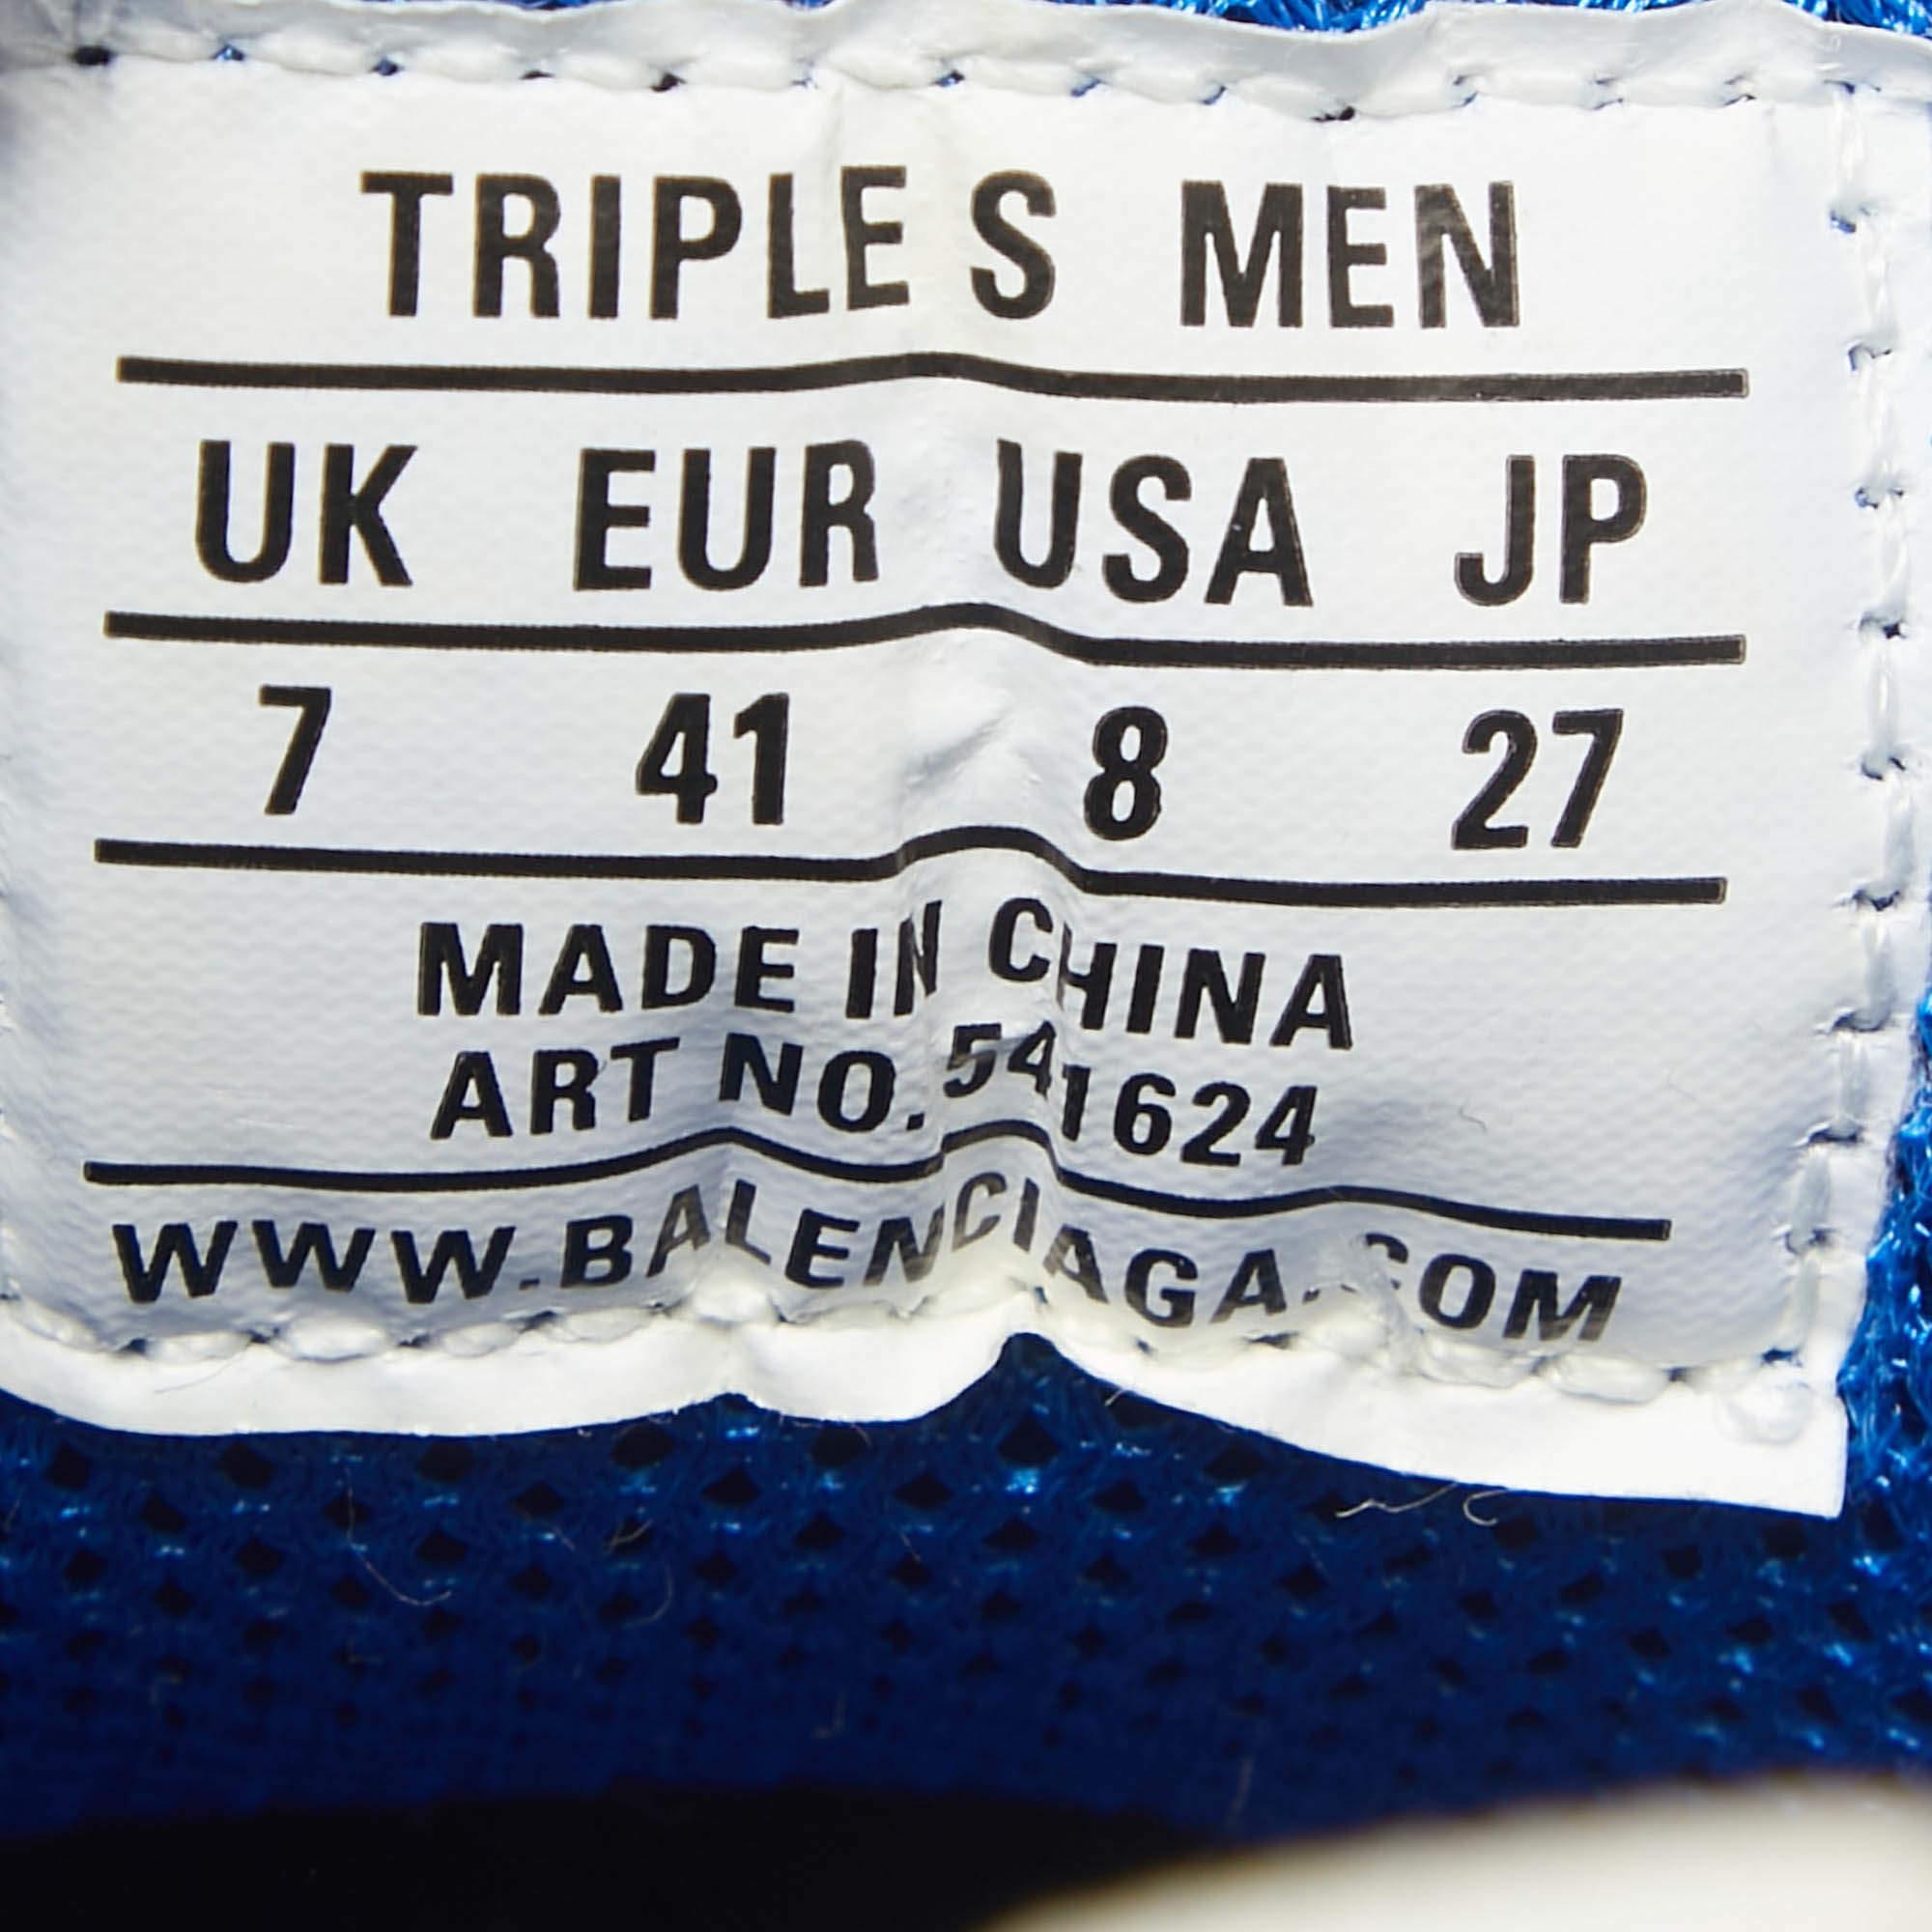 TRIPLE S MEN
UK EUR USA JP
7 41 8 27
MADE IN CHINA
ART NO. 541624
WWW.BALENCIAGA.COM